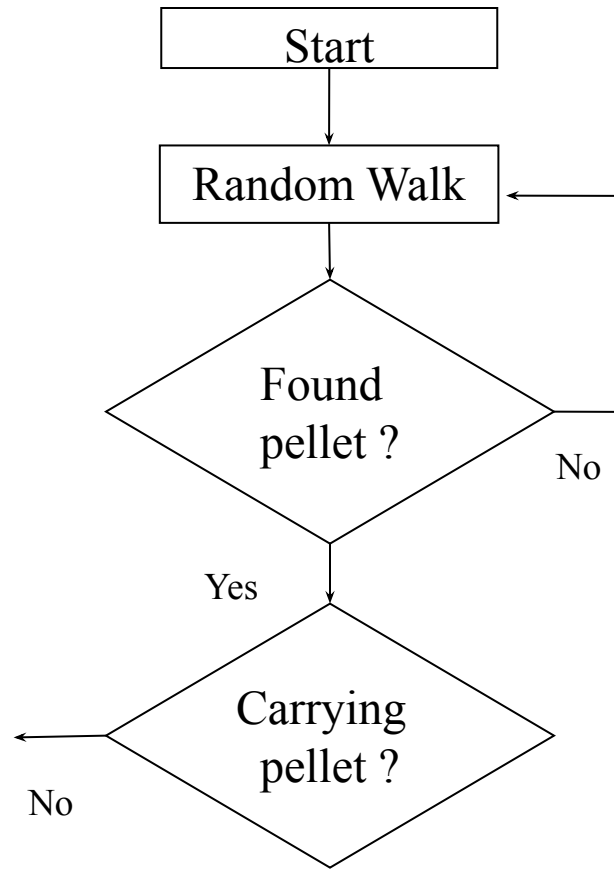 Start
Random Walk
Found
pellet ?
No
Yes
Carrying
pellet ?
No